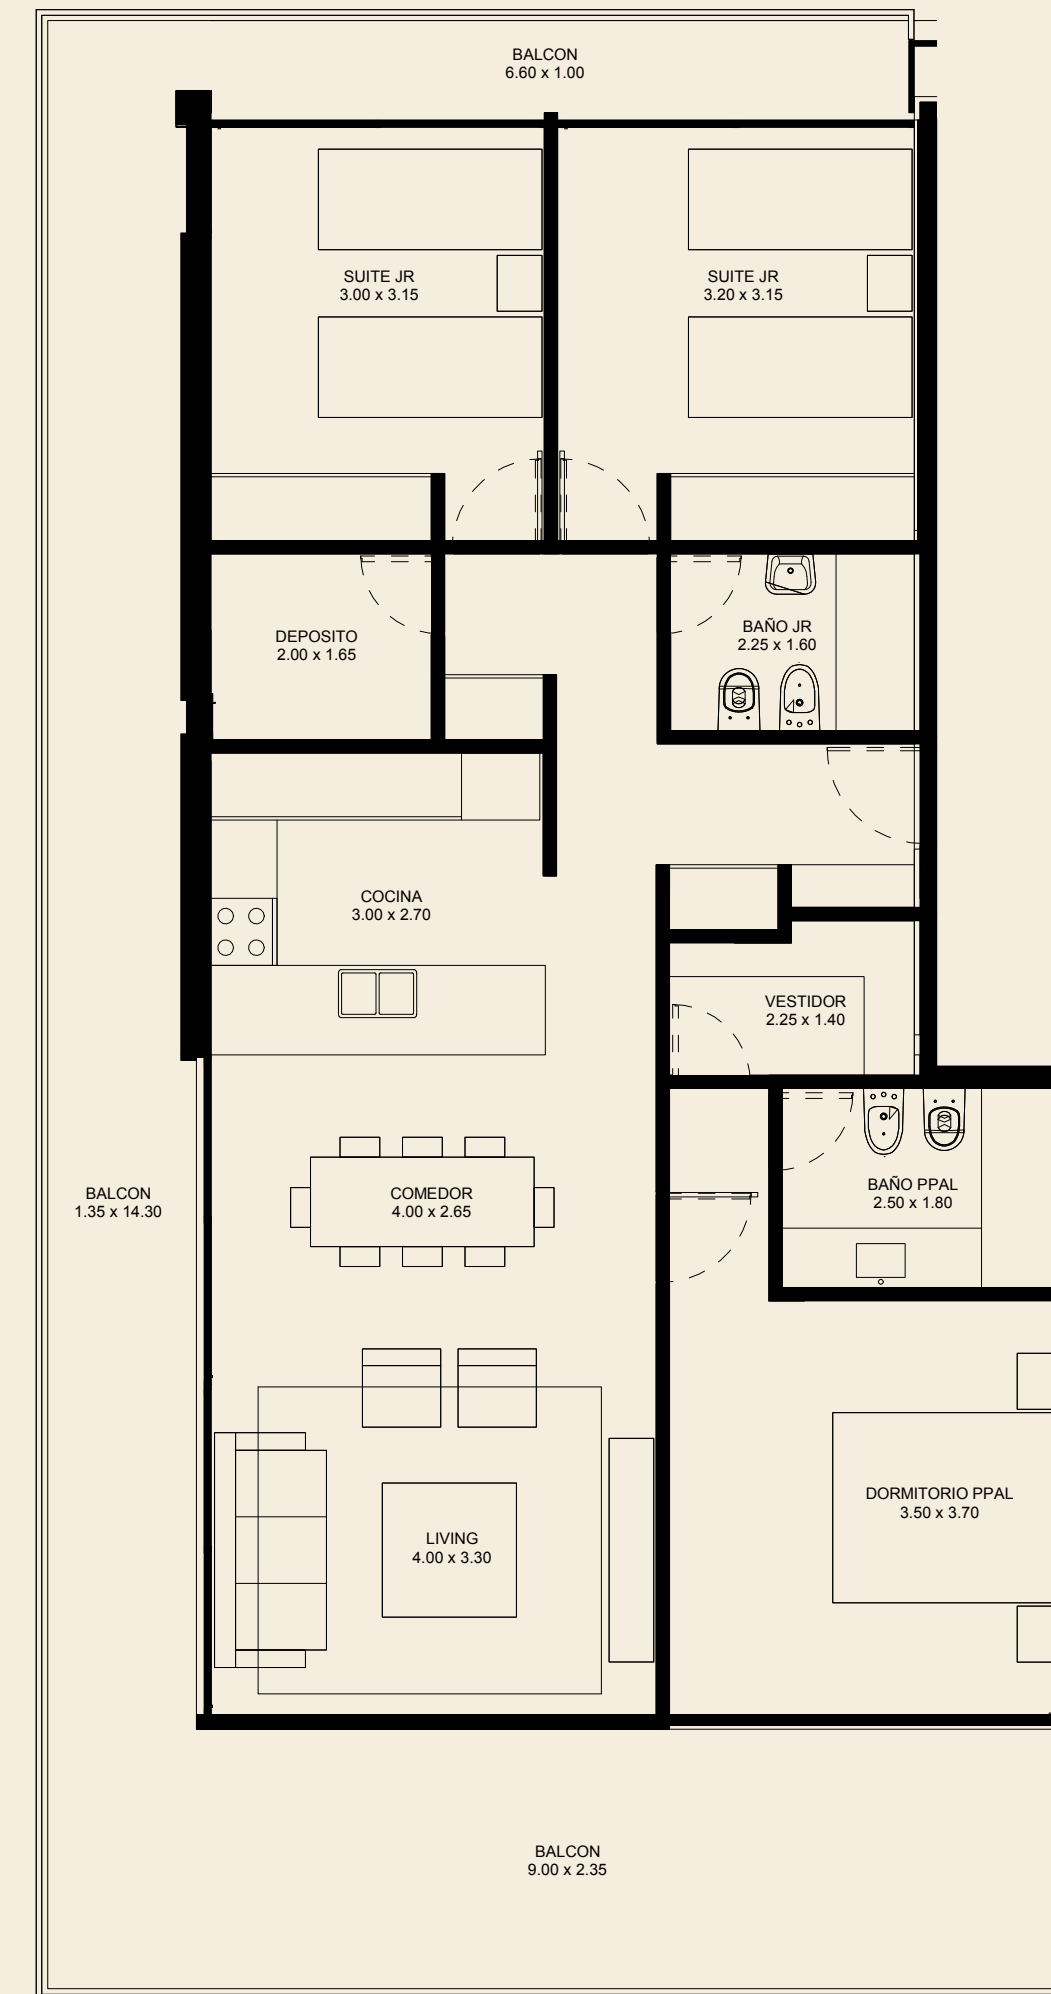 BALCON
6.60 x 1.00
SUITE JR
3.00 x 3.15
SUITE JR
3.20 x 3.15
DEPOSITO
2.00 x 1.65
BAÑO JR
2.25 x 1.60
COCINA
3.00 x 2.70
VESTIDOR
2.25 x 1.40
BALCON
1.35 x 14.30
COMEDOR
4.00 x 2.65
BAÑO PPAL
2.50 x 1.80
DORMITORIO PPAL
3.50 x 3.70
LIVING
4.00 x 3.30
BALCON
9.00 x 2.35